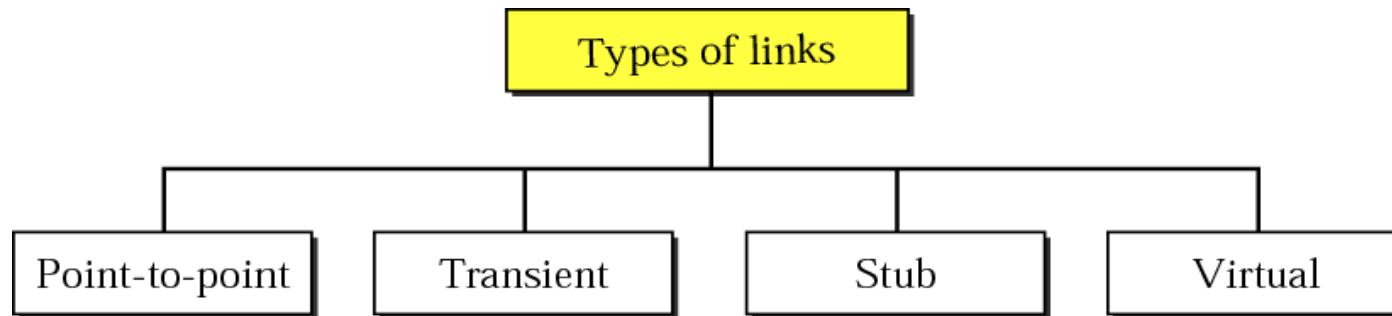 Types of links
Point-to-point
Transient
Stub
Virtual